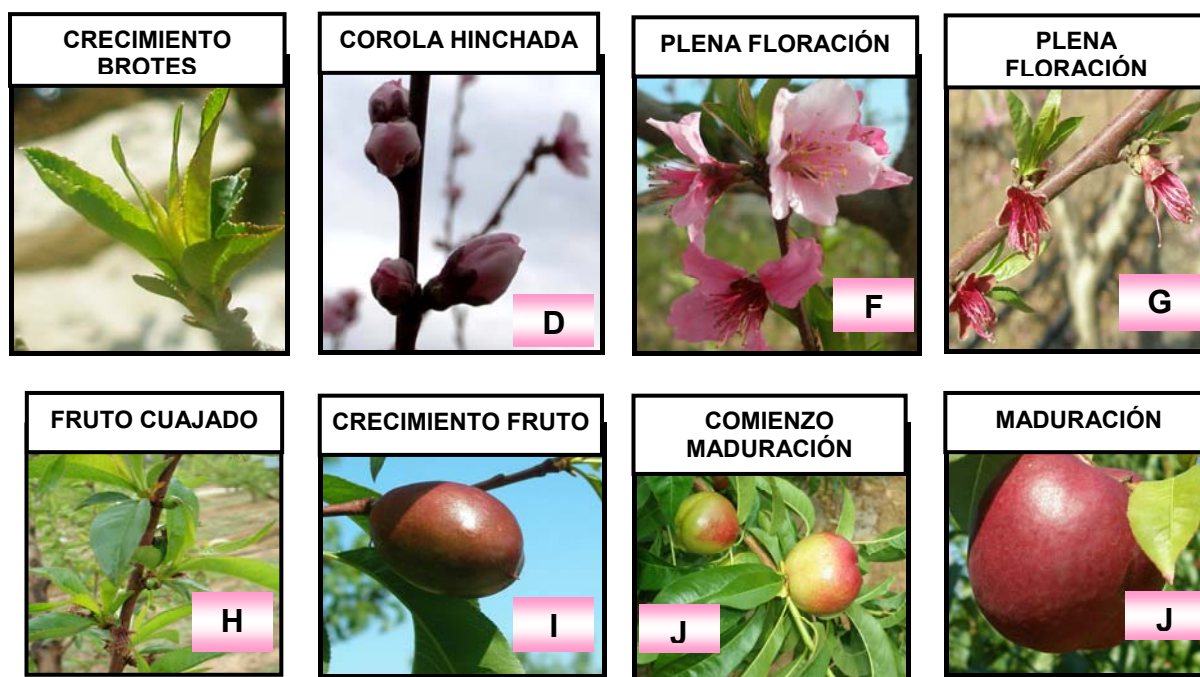 CRECIMIENTO
BROTES
COROLA HINCHADA
D
PLENA FLORACIÓN
F
PLENA
FLORACIÓN
G
FRUTO CUAJADO
H
CRECIMIENTO FRUTO
I
COMIENZO
MADURACIÓN
J
MADURACIÓN
J